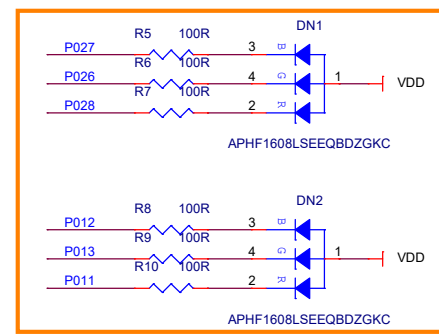 DN1
R5 100R
P027 3 B
R6 100R
P026 4 G 1 VDD
R7 100R
P028 2 R
APHF1608LSEEQBDZGKC
DN2
R8 100R
P012 3 B
R9 100R
P013 4 G 1 VDD
R10 100R
P011 2 R
APHF1608LSEEQBDZGKC